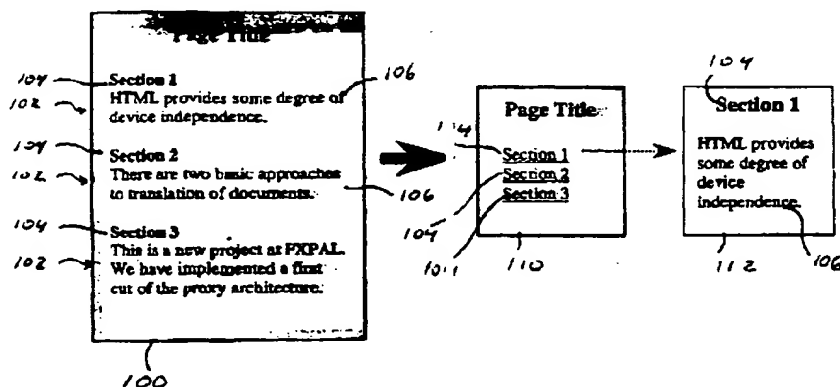 Page Title
104
Section 1
106
102
HTML provides some degree of
device independence.
104
Section 2
102
There are two basic approaches
to translation of documents.
106
104
Section 3
102
This is a new project at FXPAL.
We have implemented a first
cut of the proxy architecture.
100
Page Title
104
Section 1
Section 2
Section 3
104
104
110
104
Section 1
HTML provides
some degree of
device
independence.
112
106